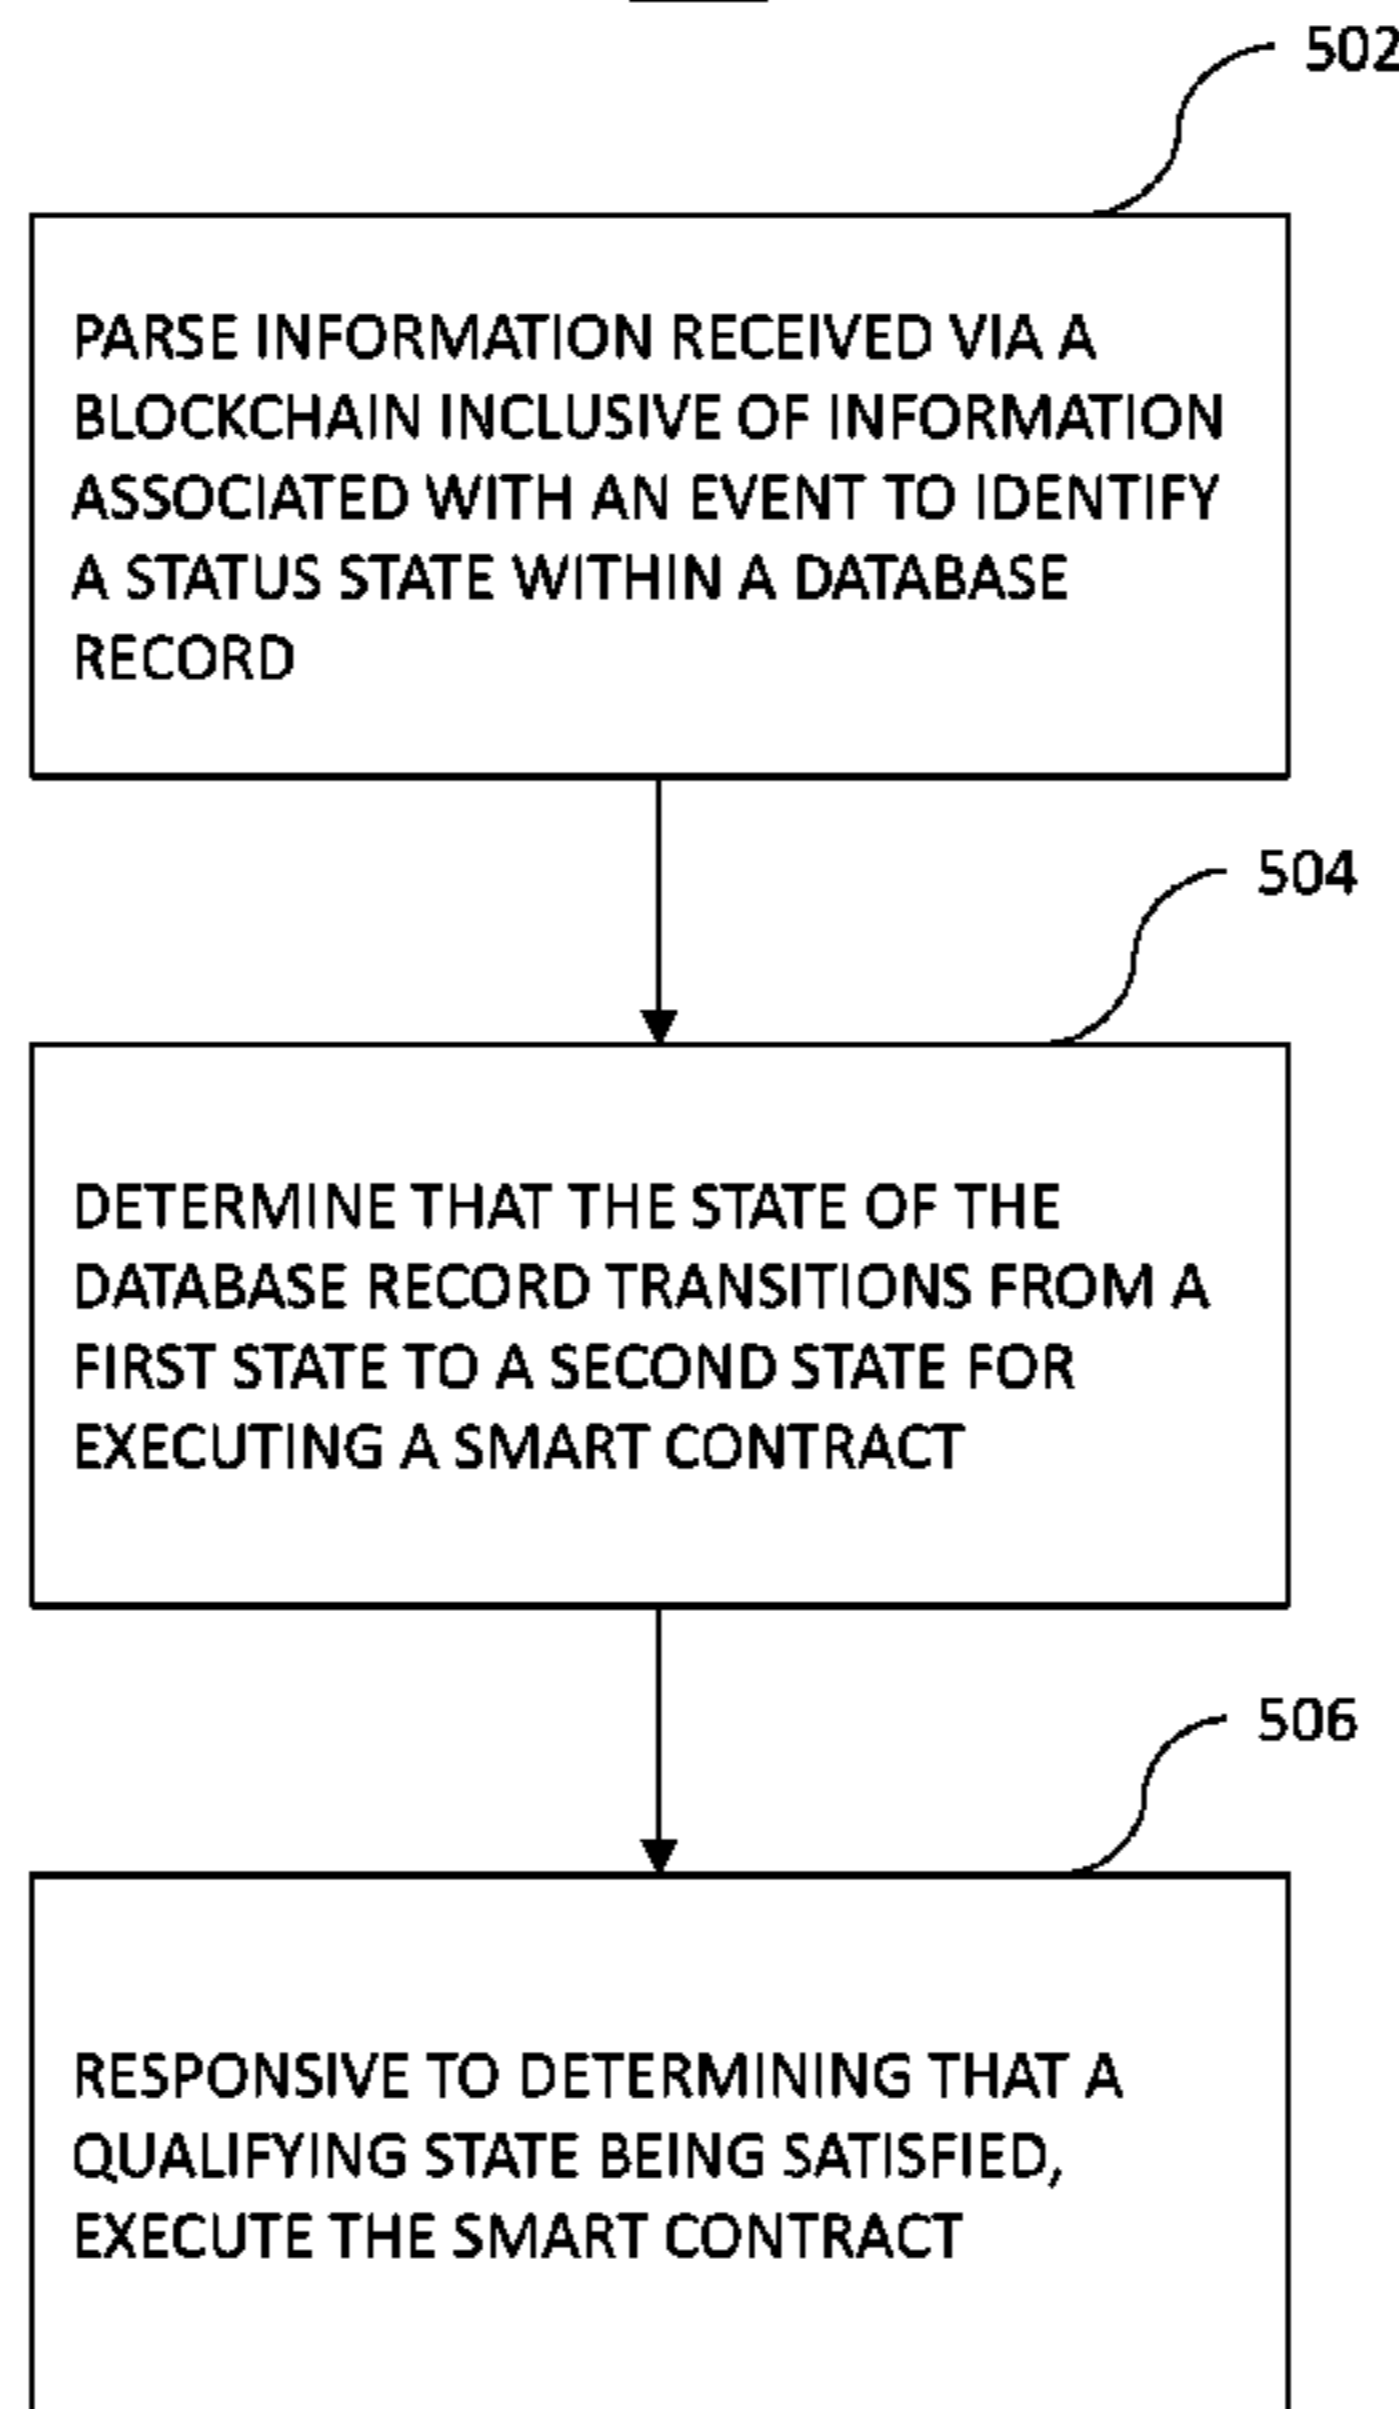 502
PARSE INFORMATION RECEIVED VIA A
BLOCKCHAIN INCLUSIVE OF INFORMATION
ASSOCIATED WITH AN EVENT TO IDENTIFY
A STATUS STATE WITHIN A DATABASE
RECORD
504
DETERMINE THAT THE STATE OF THE
DATABASE RECORD TRANSITIONS FROM A
FIRST STATE TO A SECOND STATE FOR
EXECUTING A SMART CONTRACT
506
RESPONSIVE TO DETERMINING THAT A
QUALIFYING STATE BEING SATISFIED,
EXECUTE THE SMART CONTRACT